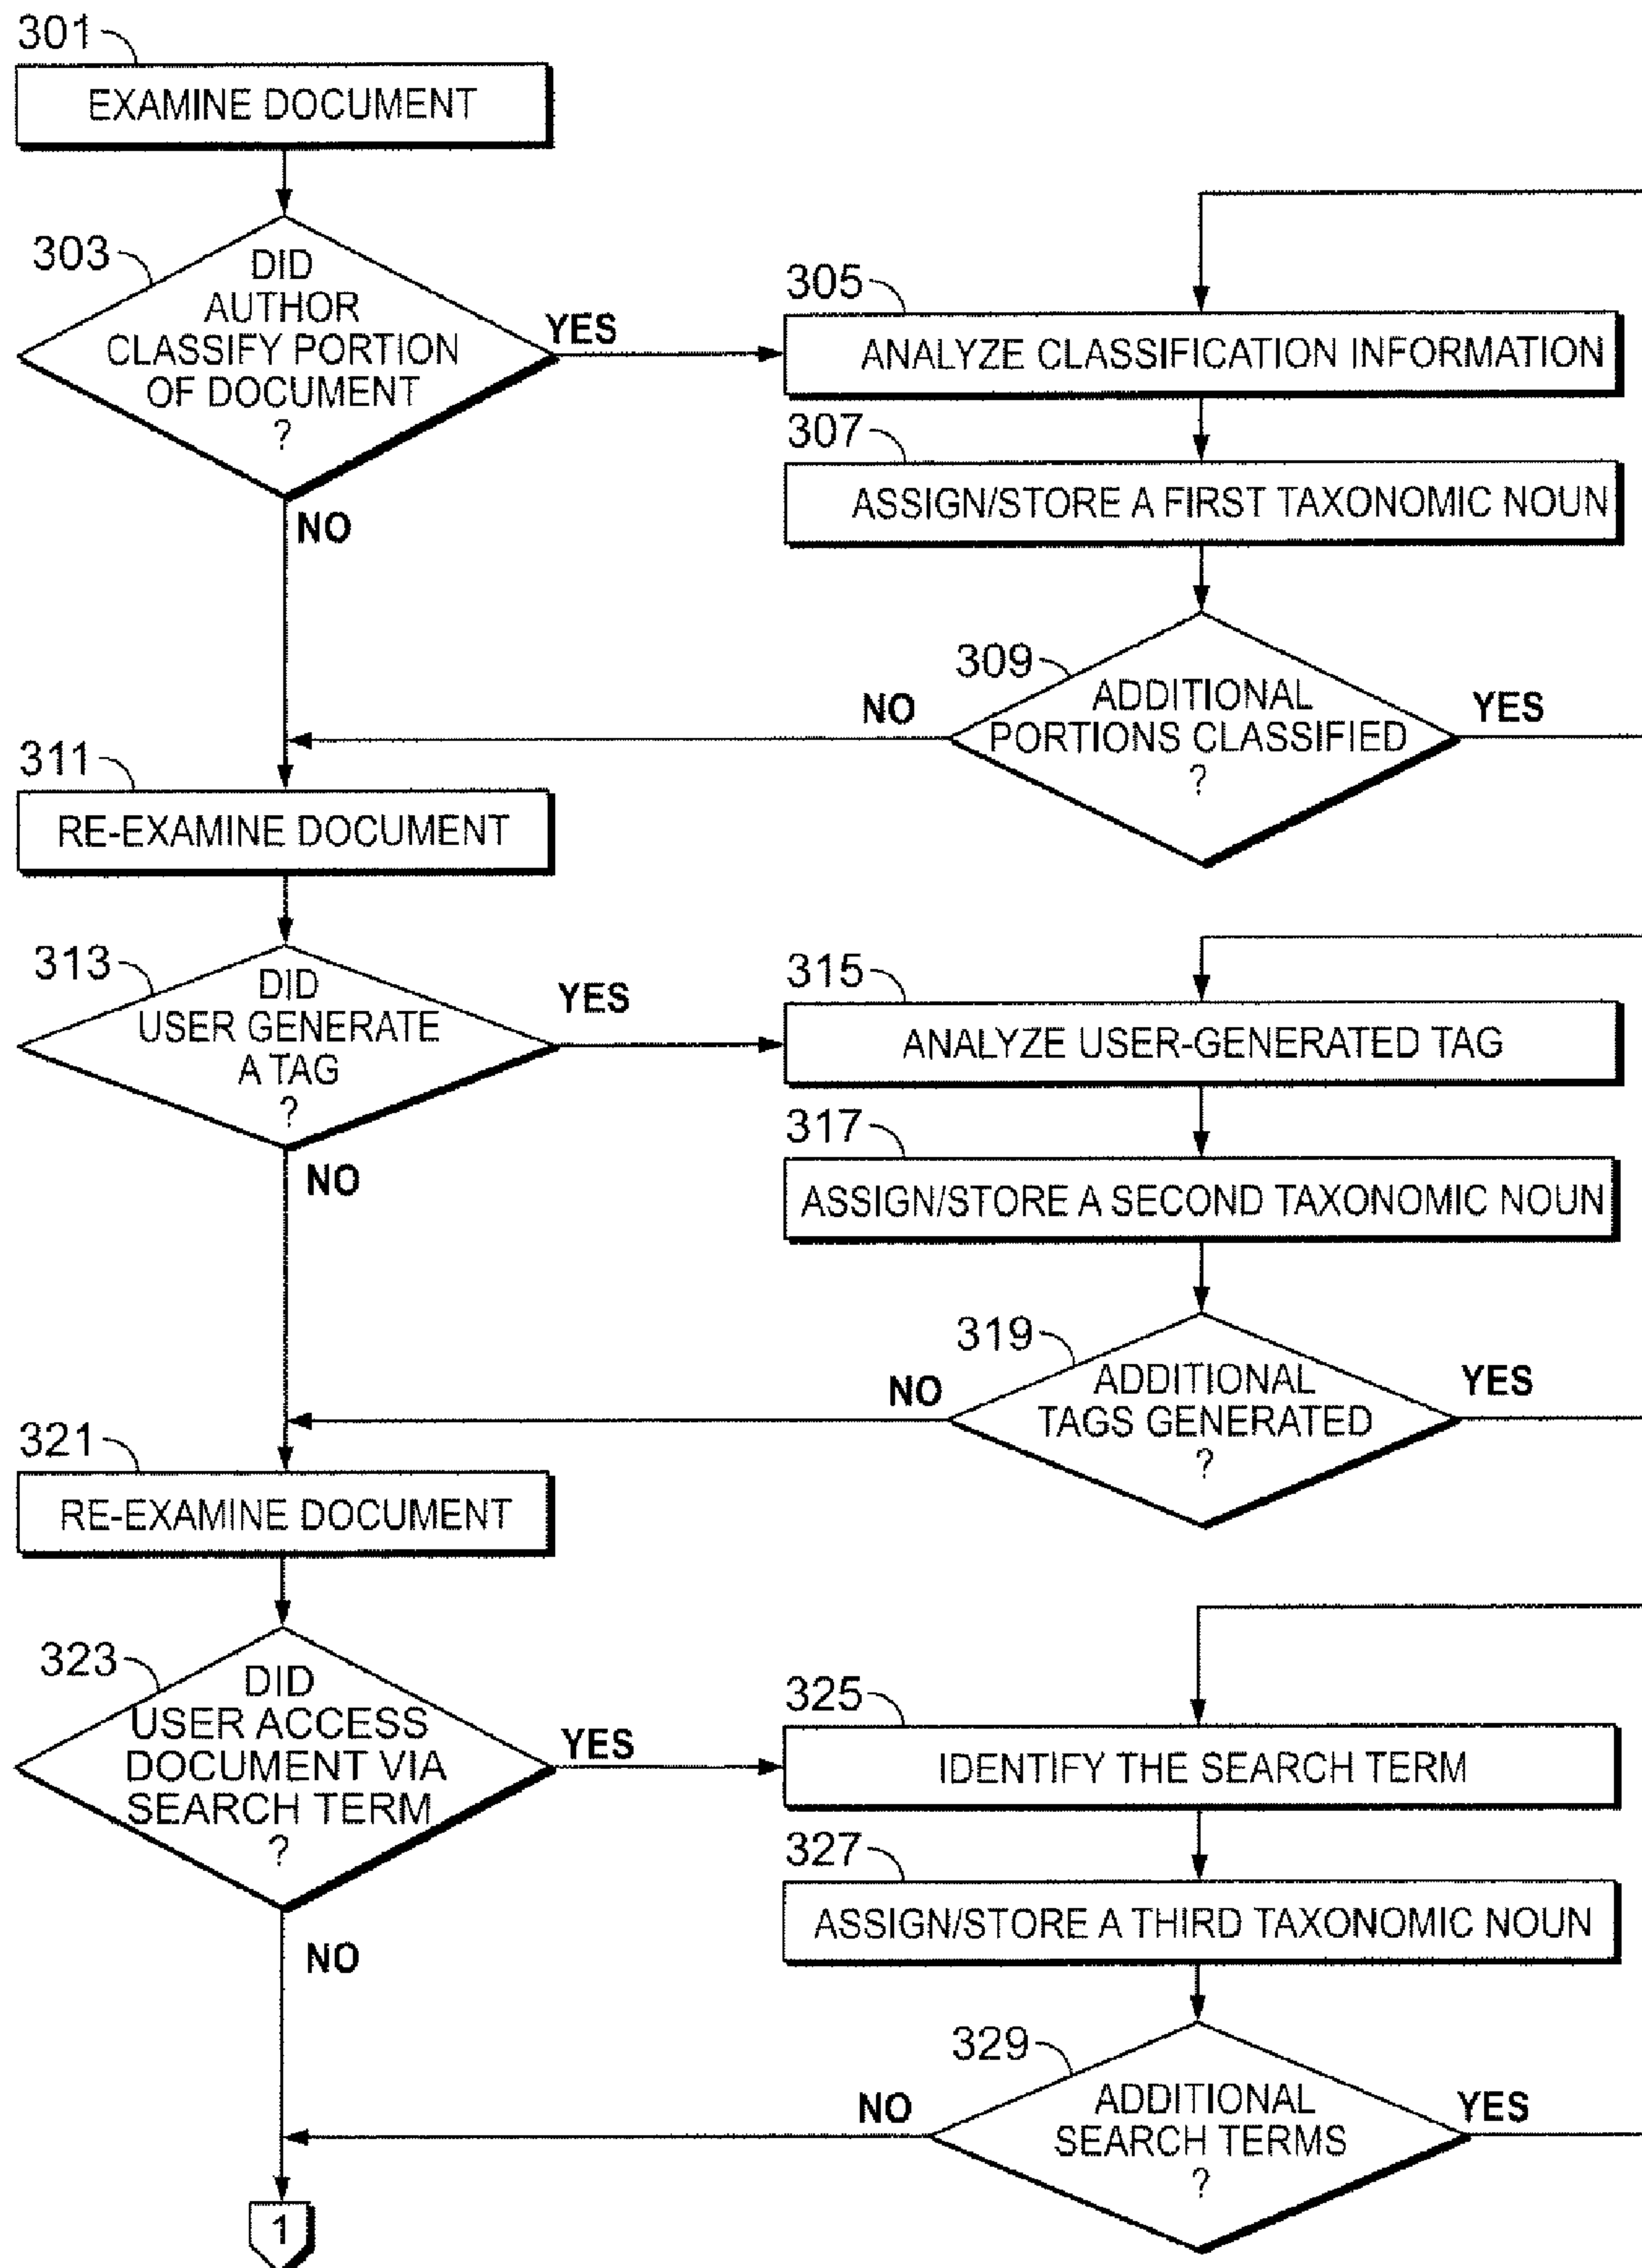 301
EXAMINE DOCUMENT
303
DID
AUTHOR
CLASSIFY PORTION
OF DOCUMENT
?
YES
NO
305
ANALYZE CLASSIFICATION INFORMATION
307
ASSIGN/STORE A FIRST TAXONOMIC NOUN
309
ADDITIONAL
PORTIONS CLASSIFIED
?
NO
YES
311
RE-EXAMINE DOCUMENT
313
DID
USER GENERATE
A TAG
?
YES
NO
315
ANALYZE USER-GENERATED TAG
317
ASSIGN/STORE A SECOND TAXONOMIC NOUN
319
ADDITIONAL
TAGS GENERATED
?
NO
YES
321
RE-EXAMINE DOCUMENT
323
DID
USER ACCESS
DOCUMENT VIA
SEARCH TERM
?
YES
NO
325
IDENTIFY THE SEARCH TERM
327
ASSIGN/STORE A THIRD TAXONOMIC NOUN
329
ADDITIONAL
SEARCH TERMS
?
NO
YES
1